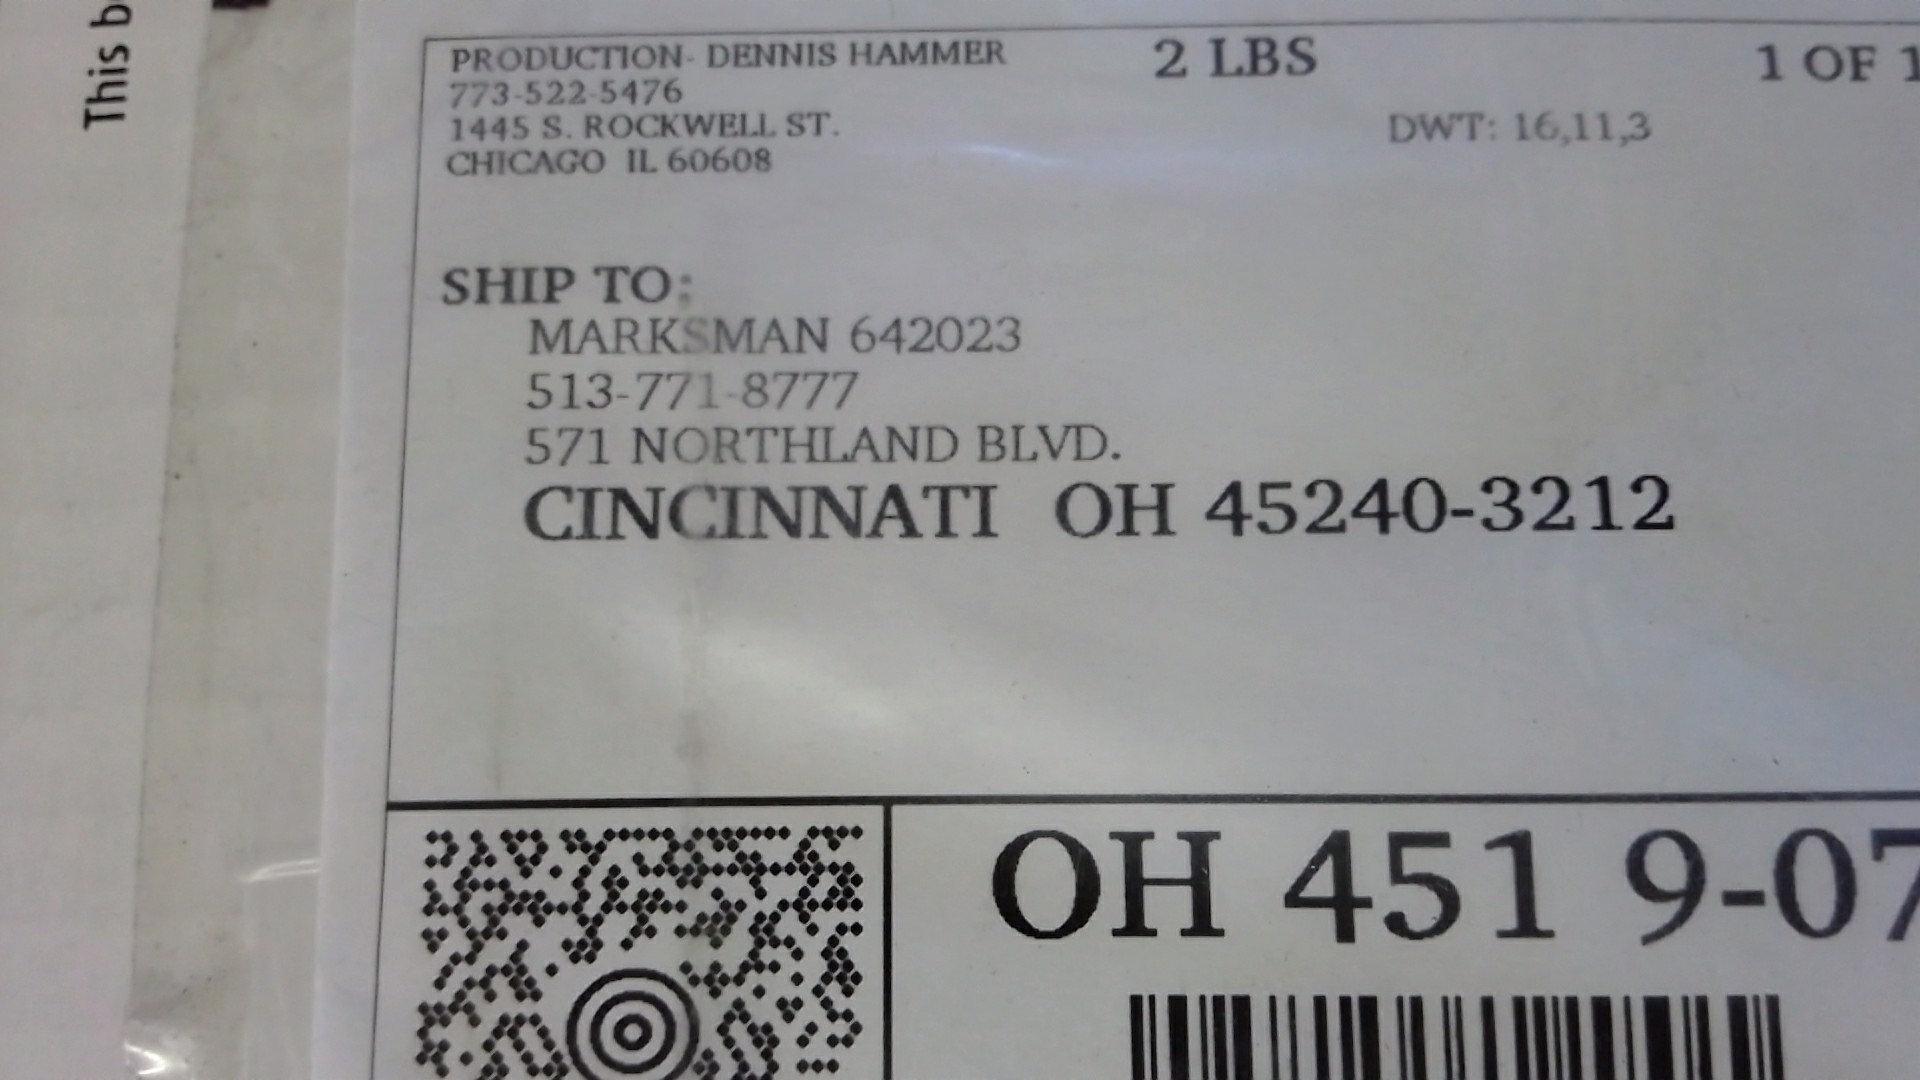 This b
PRODUCTION- DENNIS HAMMER
773-522-5476
1445 S. ROCKWELL ST.
CHICAGO IL 60608
2 LBS
1 OF 1
DWT: 16,11,3
SHIP TO:
MARKSMAN 642023
513-771-8777
571 NORTHLAND BLVD.
CINCINNATI OH 45240-3212
OH 451 9-07